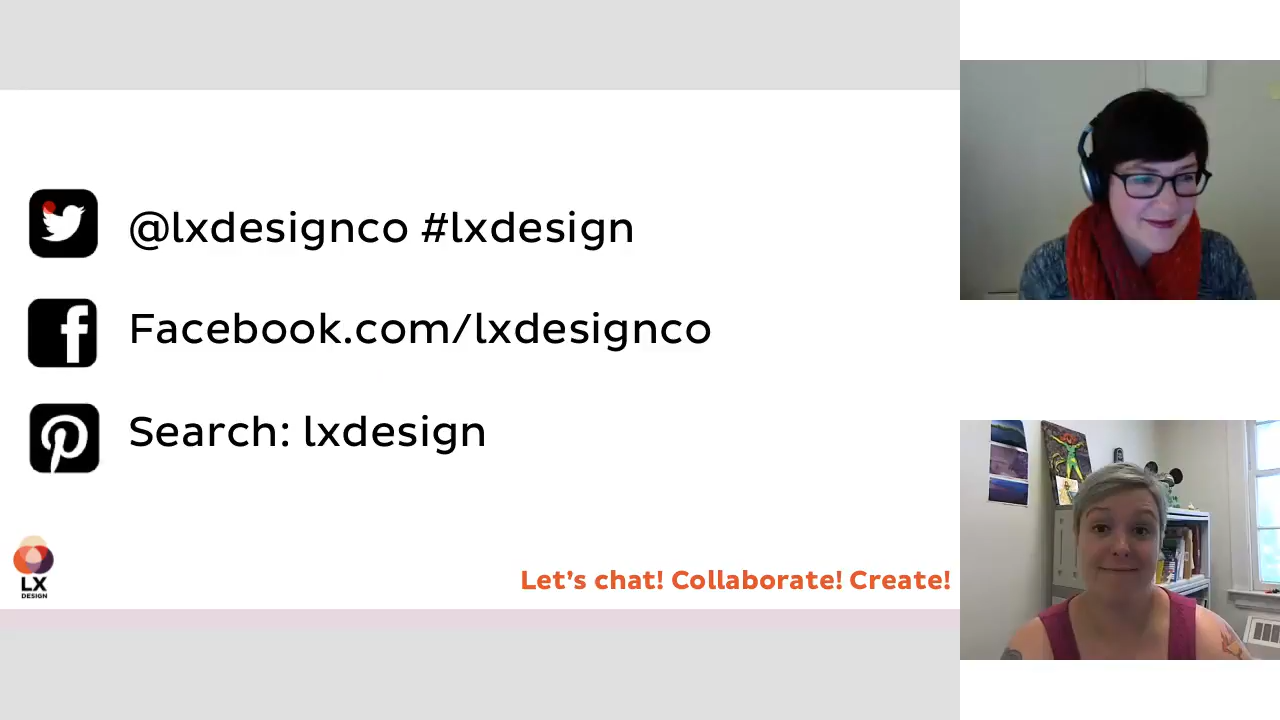 @lxdesignco #lxdesign
Facebook.com/lxdesignco
Search: lxdesign
LX
DESIGN
Let's chat! Collaborate! Create!